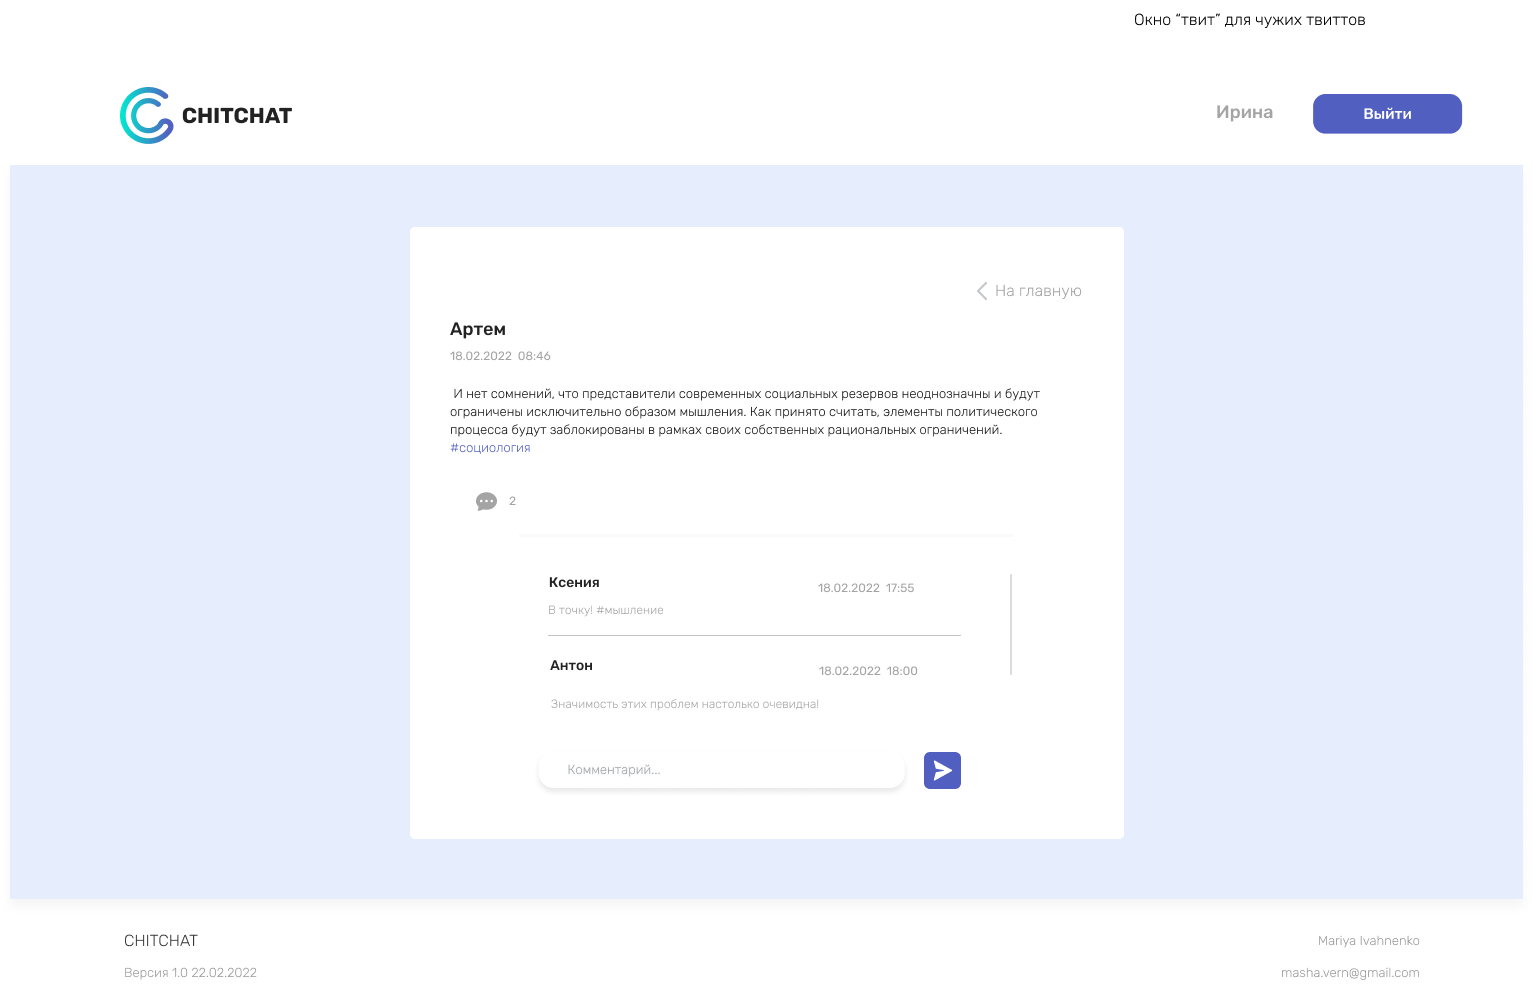 Окно “твит” для чужих твиттов
CHITCHAT
Ирина
Выйти
На главную
Артем
18.02.2022 08:46
И нет сомнений, что представители современных социальных резервов неоднозначны и будут
ограничены исключительно образом мышления. Как принято считать, элементы политического
процесса будут заблокированы в рамках своих собственных рациональных ограничений.
#социология
2
Ксения
18.02.2022 17:55
В точку! #мышление
Антон
18.02.2022 18:00
Значимость этих проблем настолько очевидна!
Комментарий...
CHITCHAT
Mariya Ivahnenko
Версия 1.0 22.02.2022
masha.vern@gmail.com